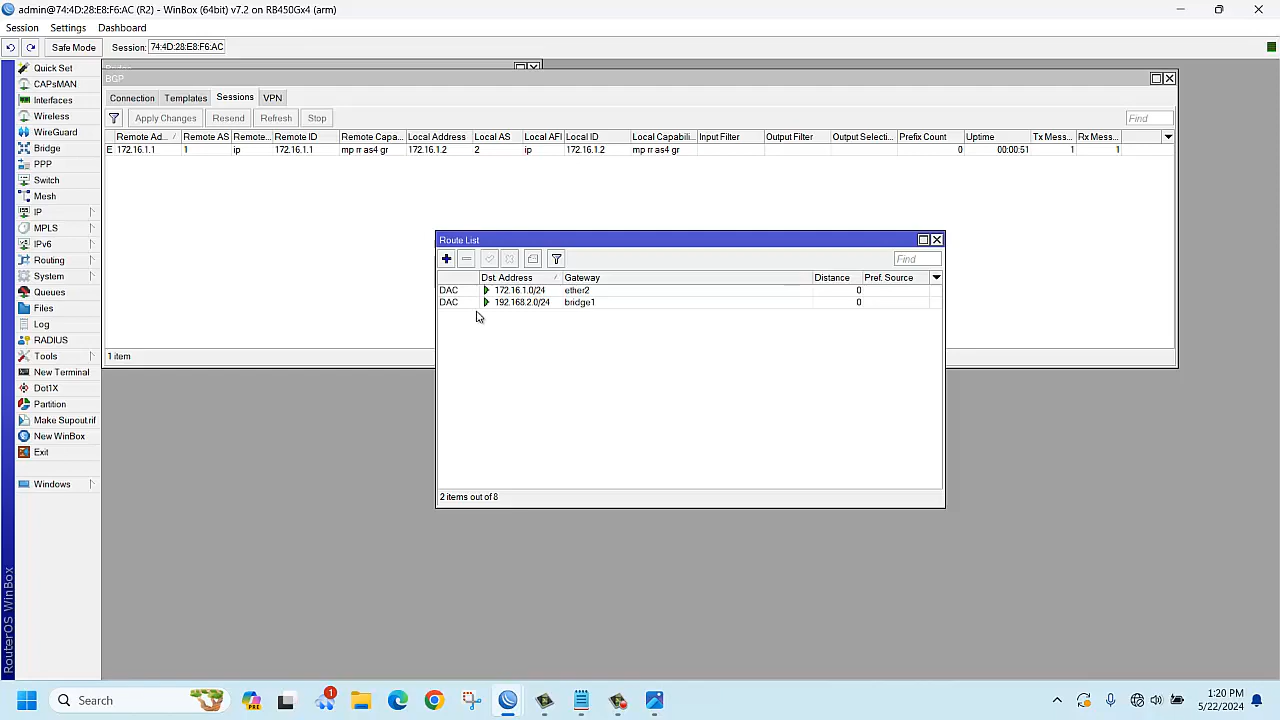 admin@74:4D:28:E8:F6:AC (R2) - WinBox (64bit) v7.2 on RB450Gx4 (arm)
Session Settings Dashboard
Safe Mode Session: 74:4D:28:E8:F6:AC
Quick Set
CAPsMAN
Interfaces
Wireless
WireGuard
Bridge
PPP
Switch
Mesh
IP
MPLS
IPv6
Routing
System
Queues
Files
Log
RADIUS
Tools
New Terminal
Dot1X
Partition
Make Supout.rif
New WinBox
Exit
Windows
RouterOS WinBox
BGP
Connection Templates Sessions VPN
Apply Changes Resend Refresh Stop Find
Remote Ad... Remote AS Remote... Remote ID Remote Capa... Local Address Local AS Local AFI Local ID Local Capabili... Input Filter Output Filter Output Selecti... Prefix Count Uptime Tx Mess... Rx Mess...
E 172.16.1.1 1 ip 172.16.1.1 mp rr as4 gr 172.16.1.2 2 ip 172.16.1.2 mp rr as4 gr 0 00:00:51 1 1
1 item
Route List
Find
Dst. Address Gateway Distance Pref. Source
DAC 172.16.1.0/24 ether2 0
DAC 192.168.2.0/24 bridge1 0
2 items out of 8
Search
PRE
1
1:20 PM
5/22/2024